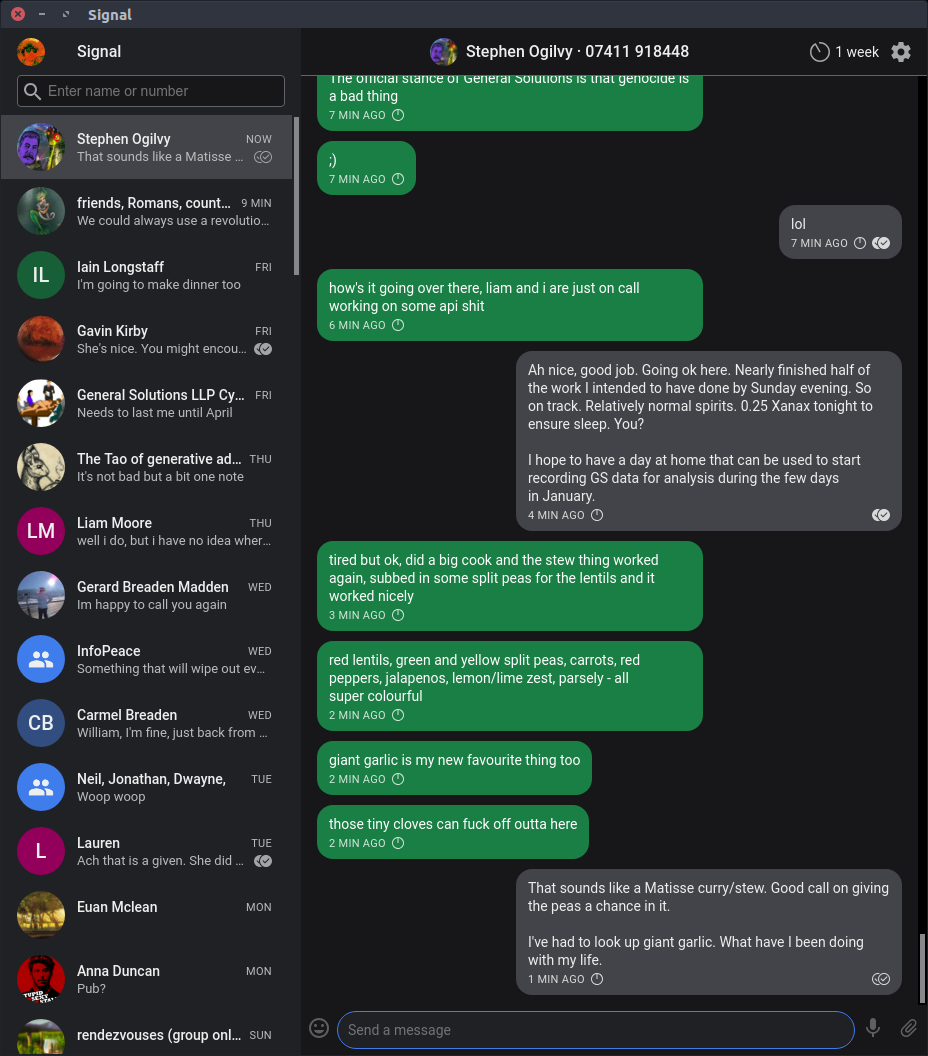 Signal
Signal
Stephen Ogilvy · 07411 918448
1 week
Enter name or number
Stephen Ogilvy NOW
That sounds like a Matisse ...
friends, Romans, count... 9 MIN
We could always use a revolutio...
IL
Iain Longstaff FRI
I'm going to make dinner too
Gavin Kirby FRI
She's nice. You might encou...
General Solutions LLP Cy... FRI
Needs to last me until April
The Tao of generative ad... THU
It's not bad but a bit one note
LM
Liam Moore THU
well i do, but i have no idea wher...
Gerard Breaden Madden WED
Im happy to call you again
InfoPeace WED
Something that will wipe out ev...
CB
Carmel Breaden WED
William, I'm fine, just back from ...
Neil, Jonathan, Dwayne, TUE
Woop woop
L
Lauren TUE
Ach that is a given. She did ...
Euan Mclean MON
Anna Duncan MON
Pub?
rendezvouses (group onl... SUN
The official stance of General Solutions is that genocide is
a bad thing
7 MIN AGO
;)
7 MIN AGO
lol
7 MIN AGO
how's it going over there, liam and i are just on call
working on some api shit
6 MIN AGO
Ah nice, good job. Going ok here. Nearly finished half of
the work I intended to have done by Sunday evening. So
on track. Relatively normal spirits. 0.25 Xanax tonight to
ensure sleep. You?
I hope to have a day at home that can be used to start
recording GS data for analysis during the few days
in January.
4 MIN AGO
tired but ok, did a big cook and the stew thing worked
again, subbed in some split peas for the lentils and it
worked nicely
3 MIN AGO
red lentils, green and yellow split peas, carrots, red
peppers, jalapenos, lemon/lime zest, parsely - all
super colourful
2 MIN AGO
giant garlic is my new favourite thing too
2 MIN AGO
those tiny cloves can fuck off outta here
2 MIN AGO
That sounds like a Matisse curry/stew. Good call on giving
the peas a chance in it.
I've had to look up giant garlic. What have I been doing
with my life.
1 MIN AGO
Send a message